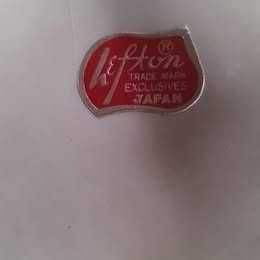 Lefton
®
TRADE MARK
EXCLUSIVES
JAPAN